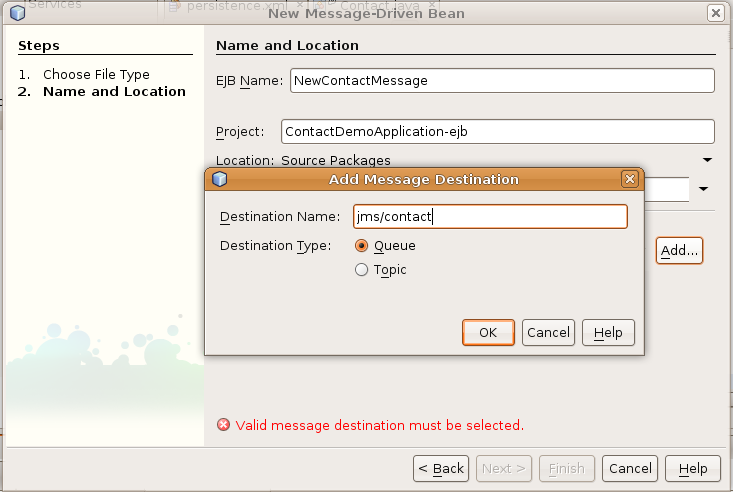 Services
persistence.xml
Contact.java
New Message-Driven Bean
Steps
1. Choose File Type
2. Name and Location
Name and Location
EJB Name: NewContactMessage
Project: ContactDemoApplication-ejb
Location: Source Packages
Add Message Destination
Destination Name: jms/contact
Destination Type: Queue
Topic
OK Cancel Help
Add...
Valid message destination must be selected.
< Back Next > Finish Cancel Help